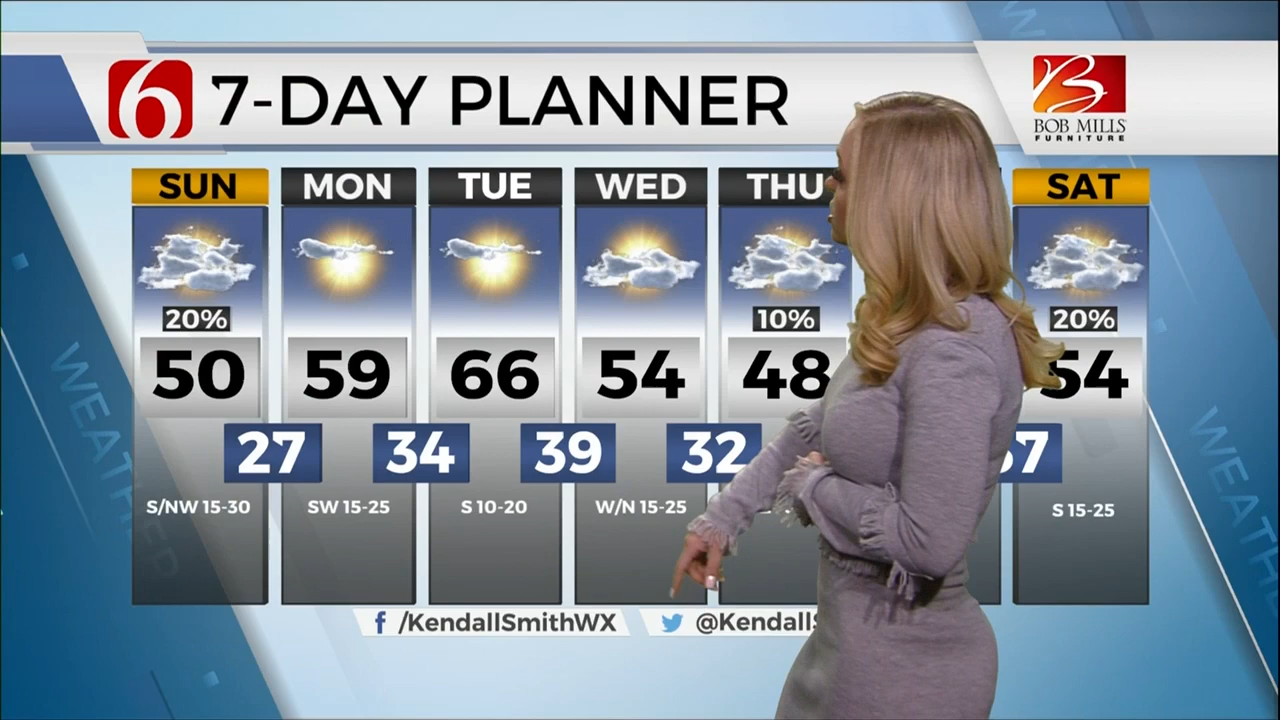 6 7-DAY PLANNER
B
BOB MILLS
FURNITURE
SUN MON TUE WED THU SAT
20% 10% 20%
50 59 66 54 48 54
27 34 39 32
S/NW 15-30 SW 15-25 S 10-20 W/N 15-25 S 15-25
/KendallSmithWX @KendallS
WEATHER
WEATHER
W